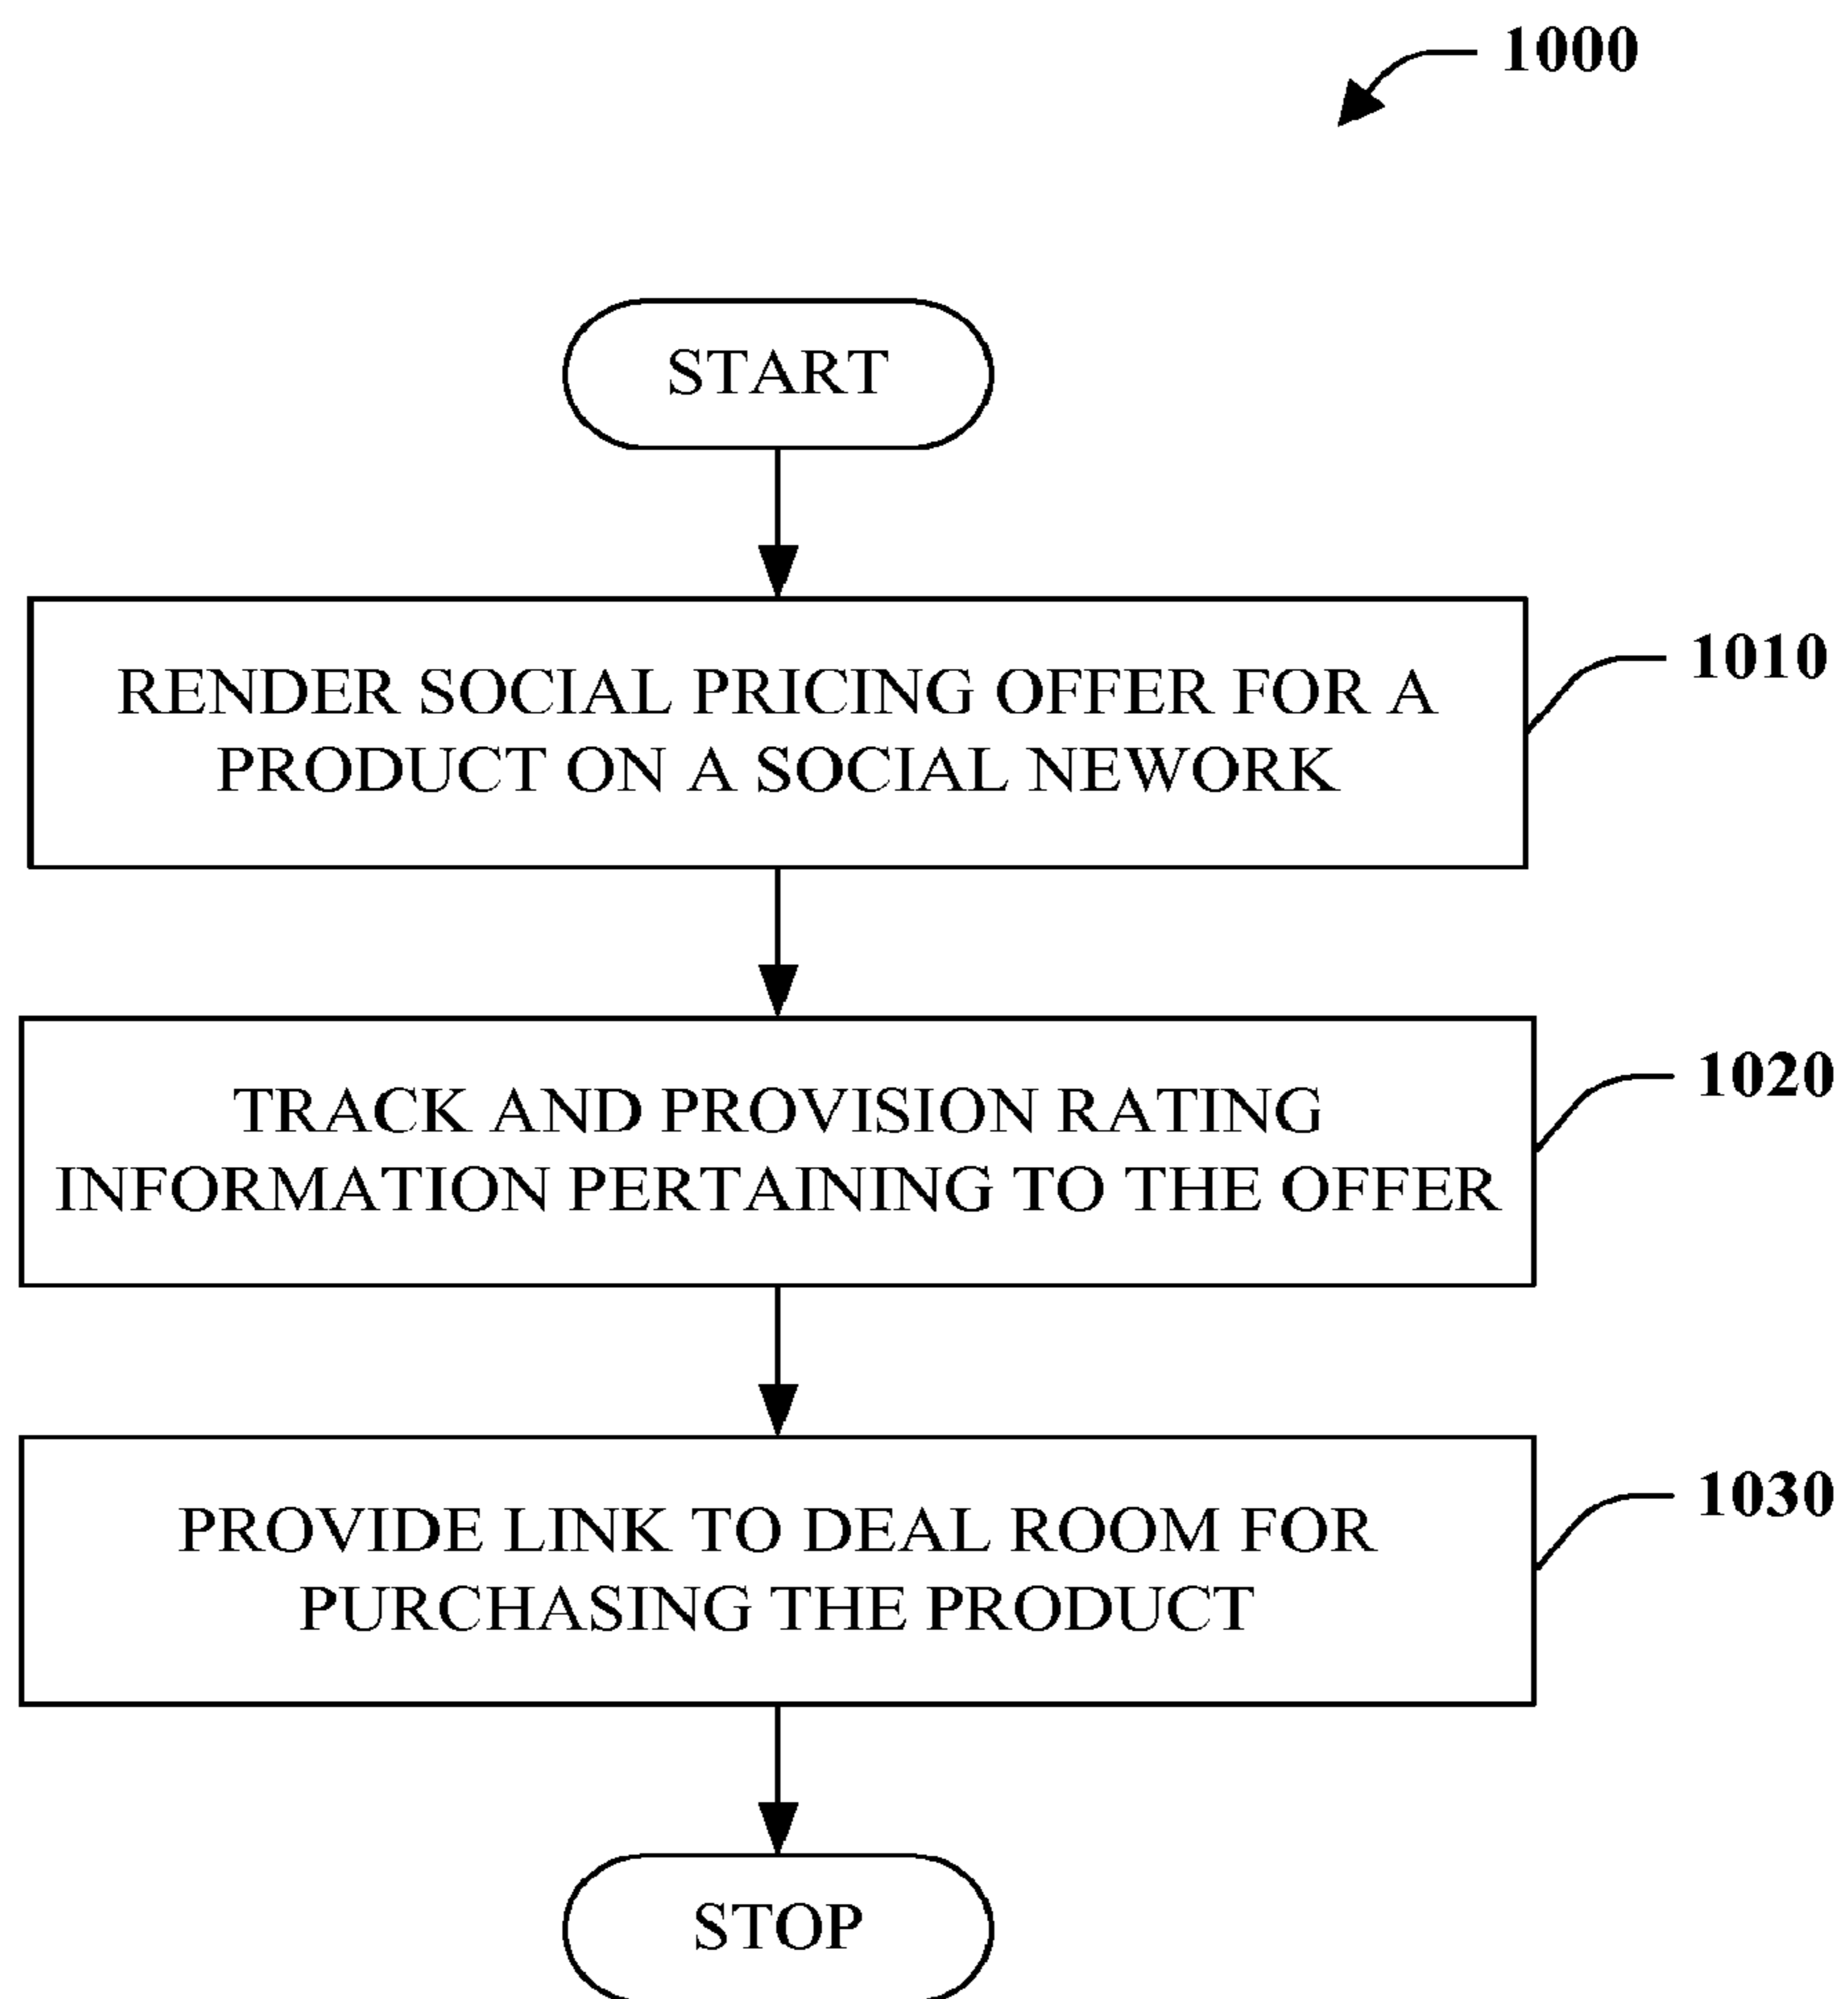 1000
START
RENDER SOCIAL PRICING OFFER FOR A
PRODUCT ON A SOCIAL NEWORK
1010
TRACK AND PROVISION RATING
INFORMATION PERTAINING TO THE OFFER
1020
PROVIDE LINK TO DEAL ROOM FOR
PURCHASING THE PRODUCT
1030
STOP